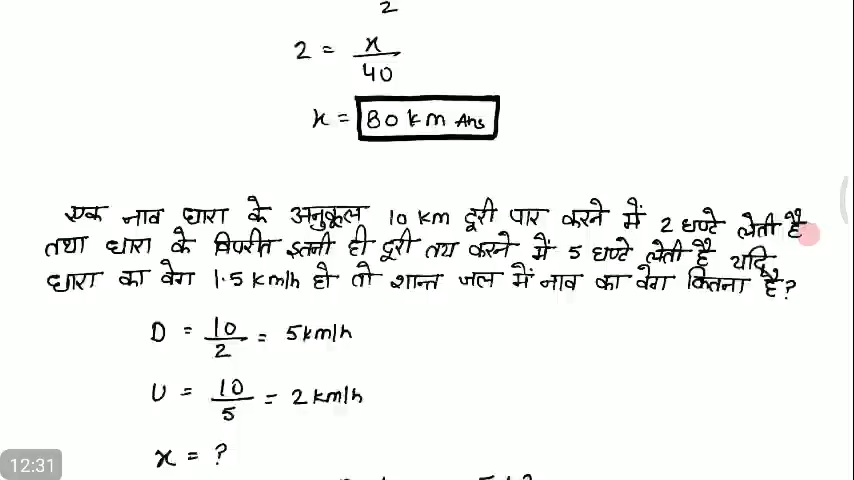 2
2 = x/40
x = 80 km Ans
एक नाव धारा के अनुकूल 10 km दूरी पार करने में 2 घण्टे लेती है
तथा धारा के विपरीत इतनी ही दूरी तय करने में 5 घण्टे लेती है यदि
धारा का वेग 1.5 km/h हो तो शान्त जल में नाव का वेग कितना है?
D = 10/2 = 5 km/h
U = 10/5 = 2 km/h
x = ?
12:31